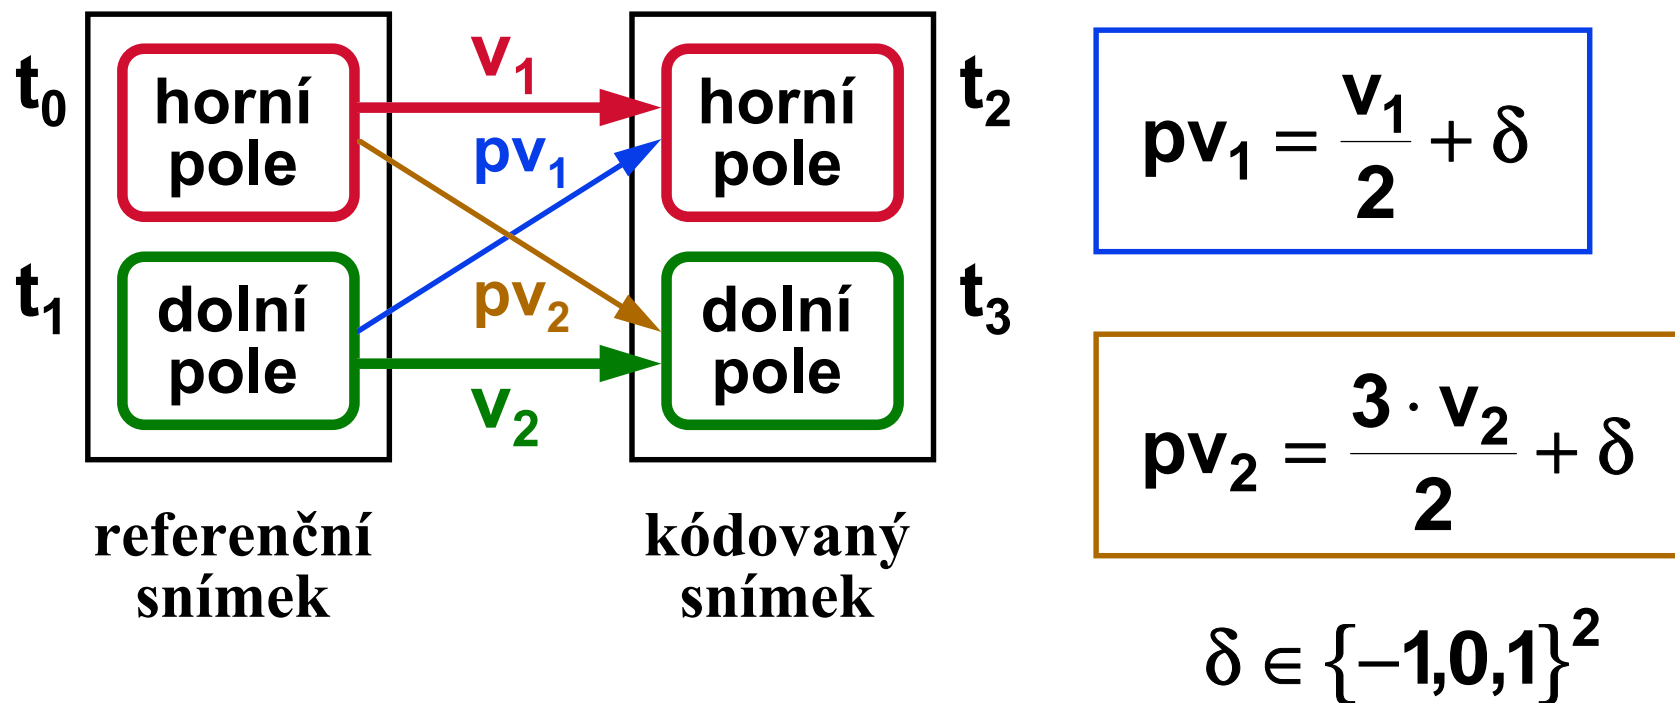 t₀
horní
pole
v₁
horní
pole
t₂
pv₁
t₁
dolní
pole
pv₂
dolní
pole
t₃
v₂
referenční
snímek
kódovaný
snímek
pv₁ = v₁/2 + δ
pv₂ = 3 · v₂/2 + δ
δ ∈ {−1,0,1}²